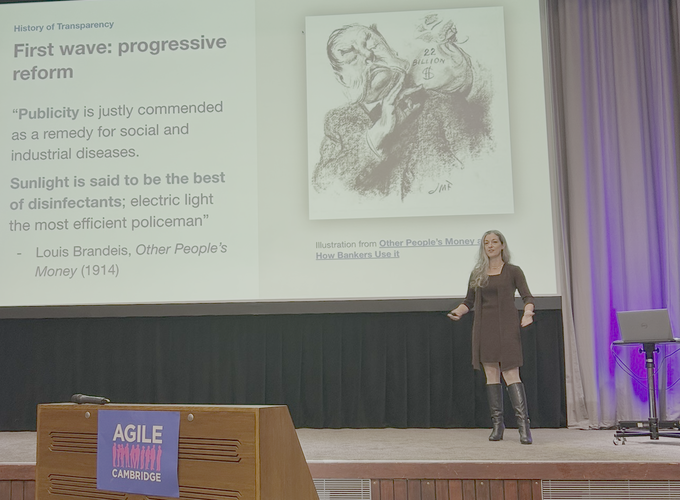 History of Transparency
First wave: progressive
reform
“Publicity is justly commended
as a remedy for social and
industrial diseases.
Sunlight is said to be the best
of disinfectants; electric light
the most efficient policeman”
- Louis Brandeis, Other People’s
Money (1914)
22
BILLION
$
Illustration from Other People’s Money
How Bankers Use it
AGILE
CAMBRIDGE